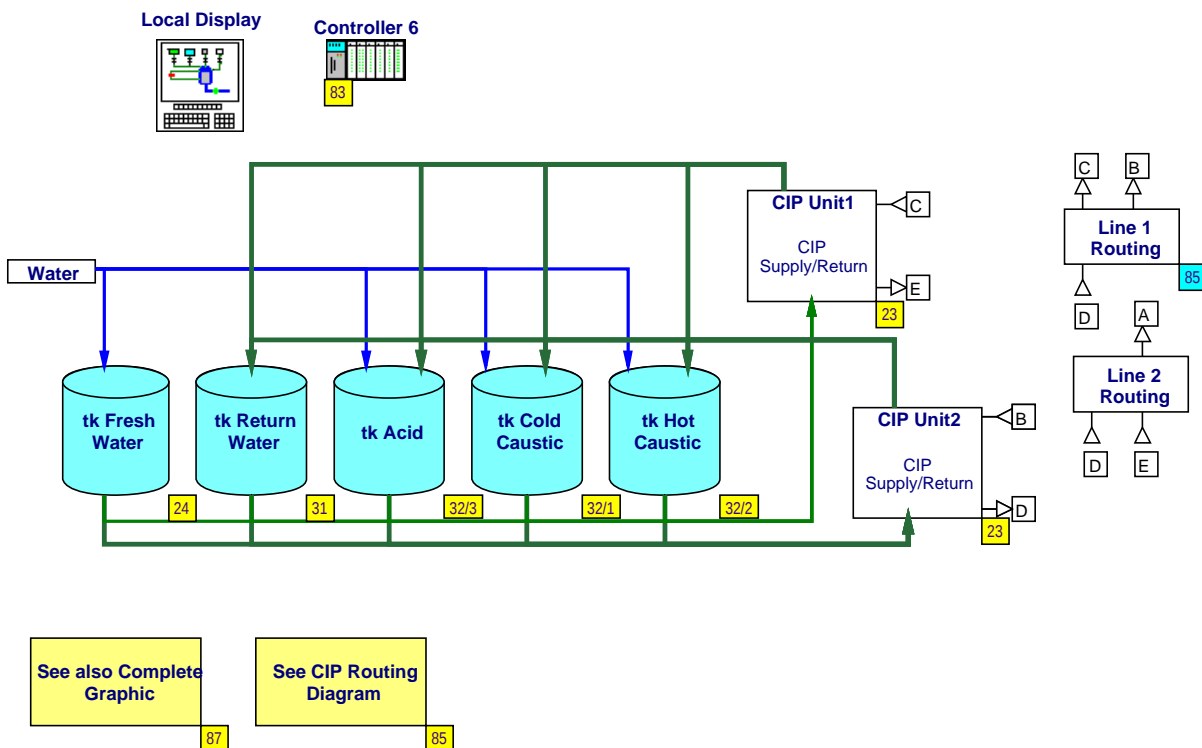 Local Display
Controller 6
83
CIP Unit1
CIP
Supply/Return
C
E
23
C
B
Line 1
Routing
85
D
A
Line 2
Routing
D
E
Water
tk Fresh
Water
24
tk Return
Water
31
tk Acid
32/3
tk Cold
Caustic
32/1
tk Hot
Caustic
32/2
CIP Unit2
CIP
Supply/Return
B
D
23
See also Complete
Graphic
87
See CIP Routing
Diagram
85